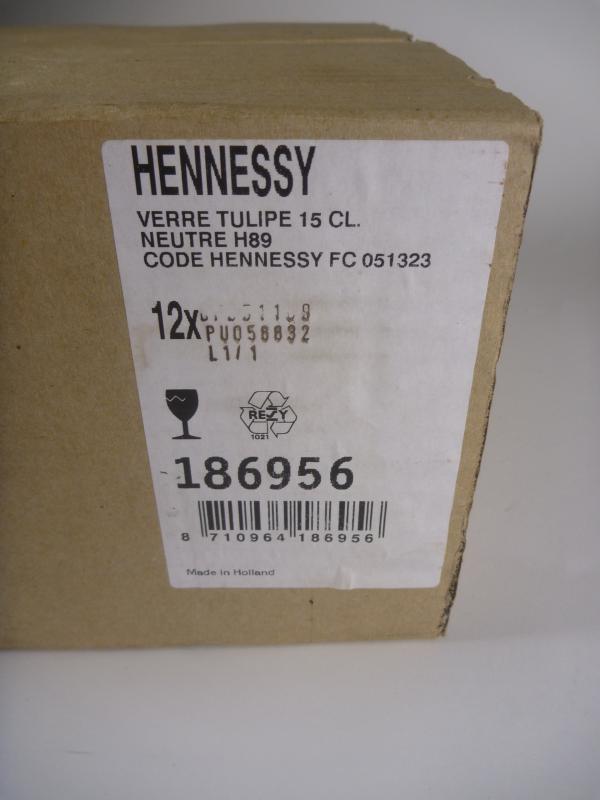 HENNESSY
VERRE TULIPE 15 CL.
NEUTRE H89
CODE HENNESSY FC 051323
12x
PU058832
L1/1
REZY
1021
186956
8 710964 186956
Made in Holland